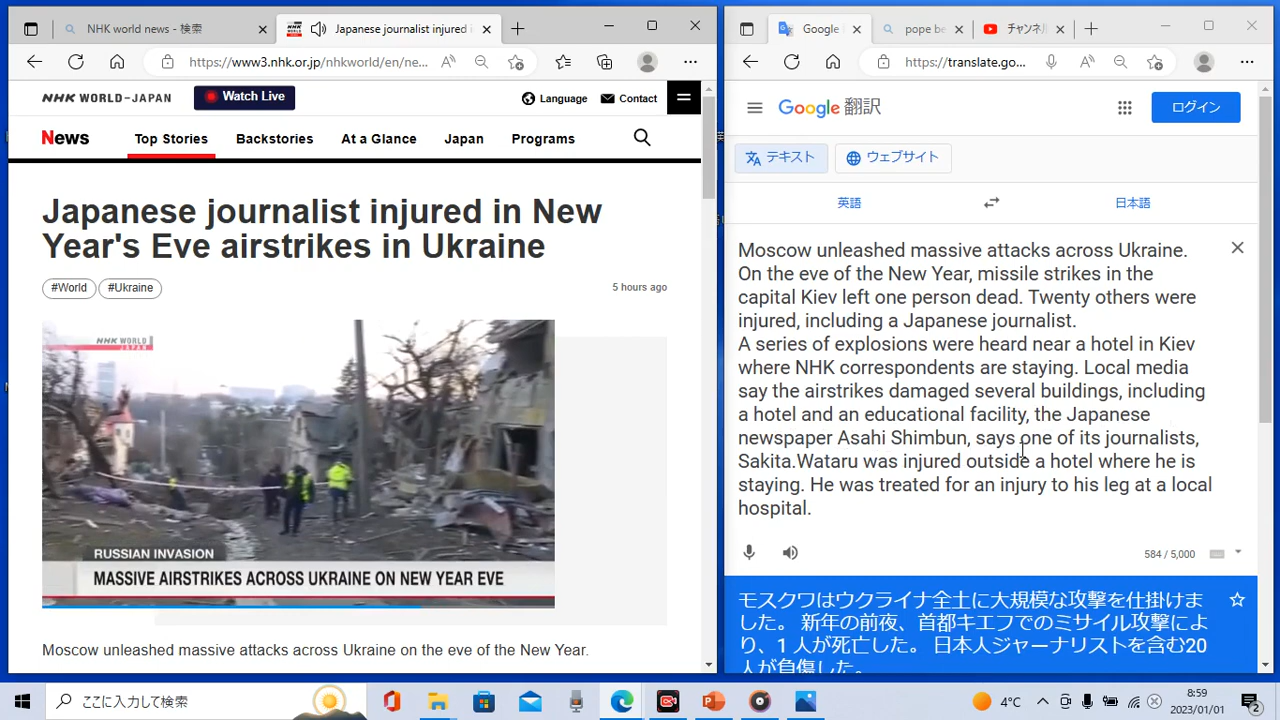 NHK world news - 検索
Japanese journalist injured i
https://www3.nhk.or.jp/nhkworld/en/ne...
NHK WORLD-JAPAN
Watch Live
Language
Contact
News
Top Stories
Backstories
At a Glance
Japan
Programs
Japanese journalist injured in New
Year's Eve airstrikes in Ukraine
#World
#Ukraine
5 hours ago
NHK WORLD
JAPAN
RUSSIAN INVASION
MASSIVE AIRSTRIKES ACROSS UKRAINE ON NEW YEAR EVE
Moscow unleashed massive attacks across Ukraine on the eve of the New Year.
Google
pope be
チャンネル
https://translate.go...
Google 翻訳
ログイン
テキスト
ウェブサイト
英語
日本語
Moscow unleashed massive attacks across Ukraine.
On the eve of the New Year, missile strikes in the
capital Kiev left one person dead. Twenty others were
injured, including a Japanese journalist.
A series of explosions were heard near a hotel in Kiev
where NHK correspondents are staying. Local media
say the airstrikes damaged several buildings, including
a hotel and an educational facility, the Japanese
newspaper Asahi Shimbun, says one of its journalists,
Sakita.Wataru was injured outside a hotel where he is
staying. He was treated for an injury to his leg at a local
hospital.
584 / 5,000
モスクワはウクライナ全土に大規模な攻撃を仕掛けま
した。 新年の前夜、首都キエフでのミサイル攻撃によ
り、1 人が死亡した。 日本人ジャーナリストを含む20
人が負傷した。
ここに入力して検索
4°C
8:59
2023/01/01
2